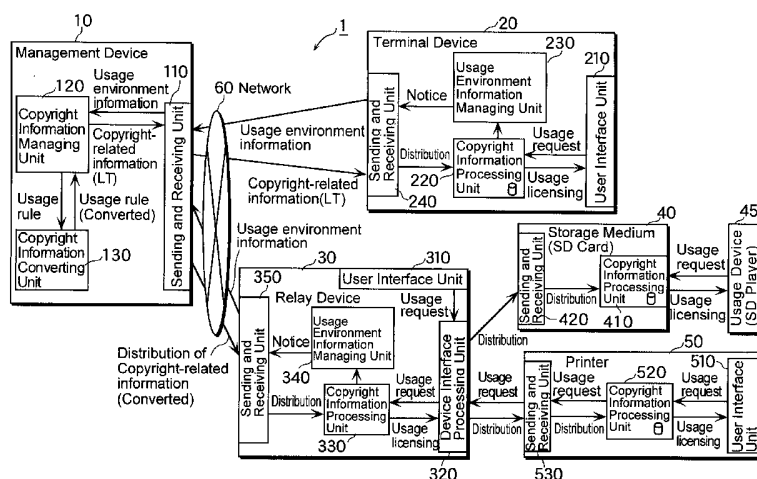 10
Management Device
120
110
Usage
environment
information
Copyright
Information
Managing
Unit
Copyright-
related
information
(LT)
Usage
rule
Usage rule
(Converted)
Copyright
Information
Converting
Unit
130
Sending and Receiving Unit
60 Network
1
Usage environment
information
Copyright-related
information(LT)
Usage environment
information
Distribution of
Copyright-related
information
(Converted)
20
Terminal Device
230
210
Usage
Environment
Information
Managing Unit
Notice
Sending and
Receiving Unit
Distribution
Copyright
Information
Processing
Unit
220
240
Usage
request
Usage
licensing
User Interface Unit
30
310
350
User Interface Unit
Relay Device
Usage
request
Usage
Environment
Information
Managing Unit
Notice
340
Sending and
Receiving Unit
Distribution
Copyright
Information
Processing
Unit
330
Usage
request
Usage
licensing
Device Interface
Processing Unit
320
40
Storage Medium
(SD Card)
Sending and
Receiving Unit
420
Distribution
Copyright
Information
Processing
Unit
410
Usage
request
Usage
licensing
45
Usage Device
(SD Player)
Distribution
Usage
request
Distribution
50
Printer
510
520
Sending and
Receiving Unit
530
Usage
request
Distribution
Copyright
Information
Processing
Unit
Usage
request
Usage
licensing
User Interface
Unit